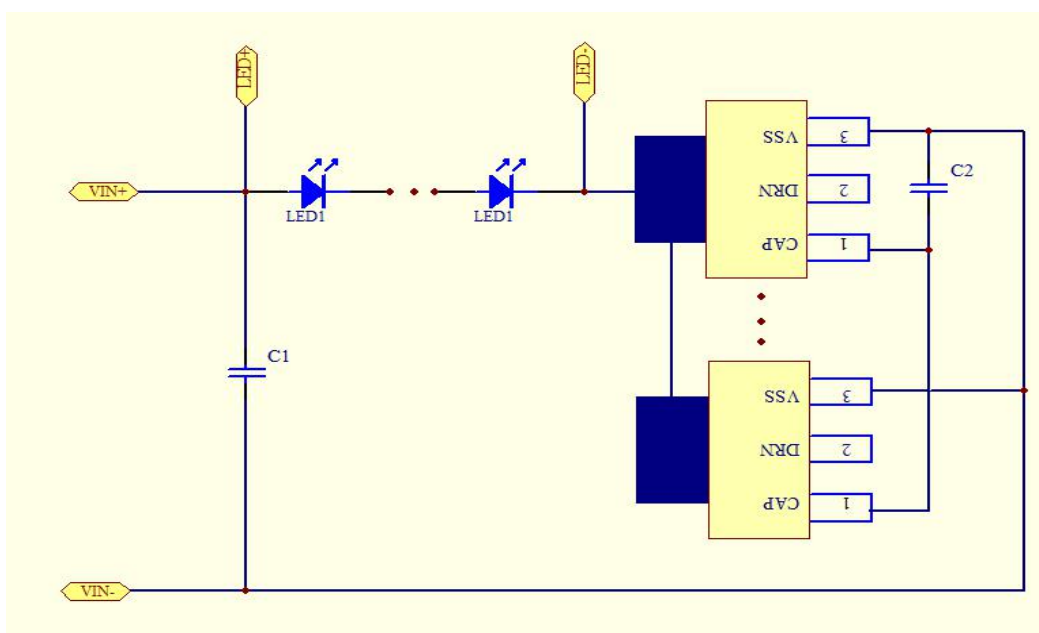 LED+
LED-
VIN+
LED1
LED1
VSS 3
DRN 2
CAP 1
C2
C1
VSS 3
DRN 2
CAP 1
VIN-